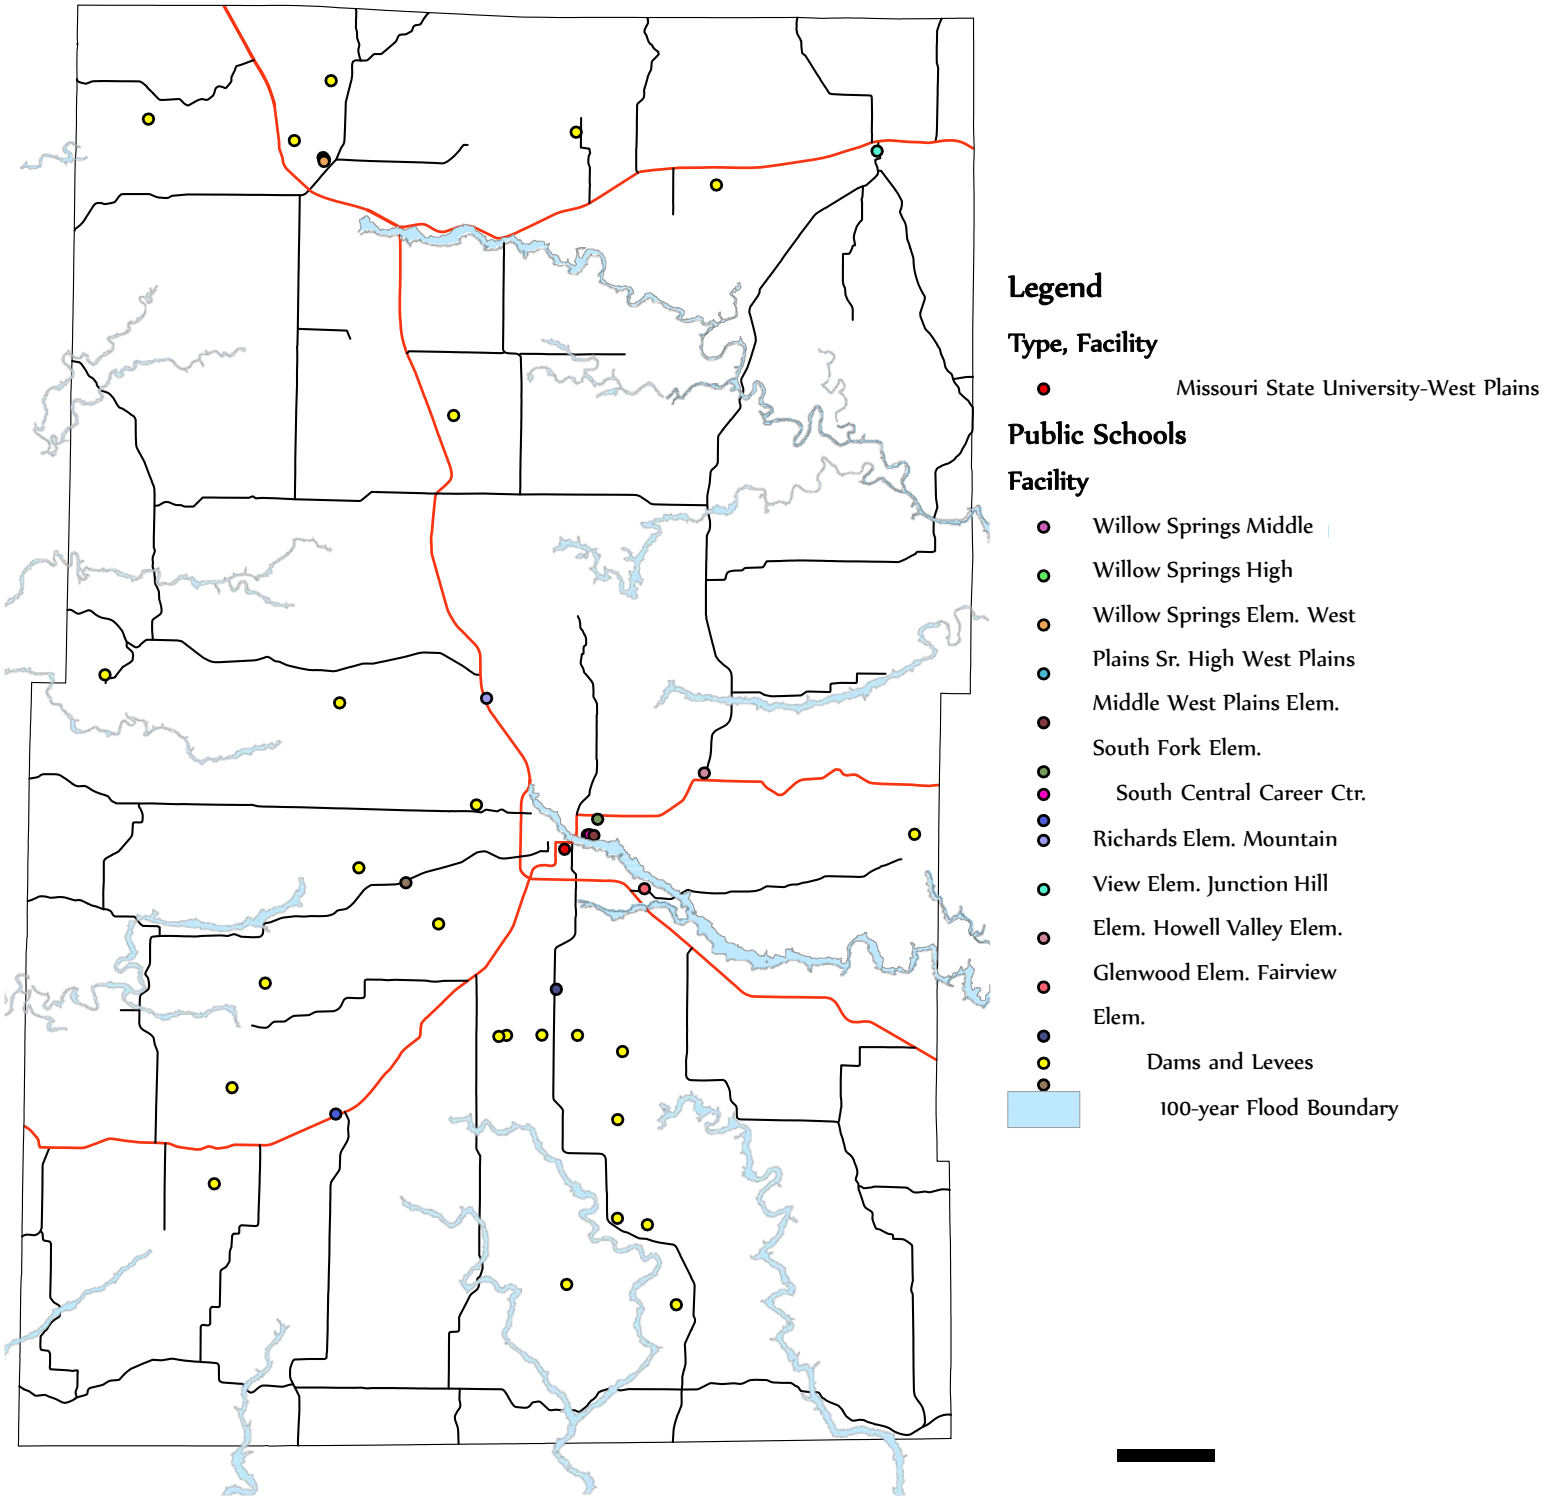 Legend
Type, Facility
Missouri State University-West Plains
Public Schools
Facility
Willow Springs Middle
Willow Springs High
Willow Springs Elem. West
Plains Sr. High West Plains
Middle West Plains Elem.
South Fork Elem.
South Central Career Ctr.
Richards Elem. Mountain
View Elem. Junction Hill
Elem. Howell Valley Elem.
Glenwood Elem. Fairview
Elem.
Dams and Levees
100-year Flood Boundary